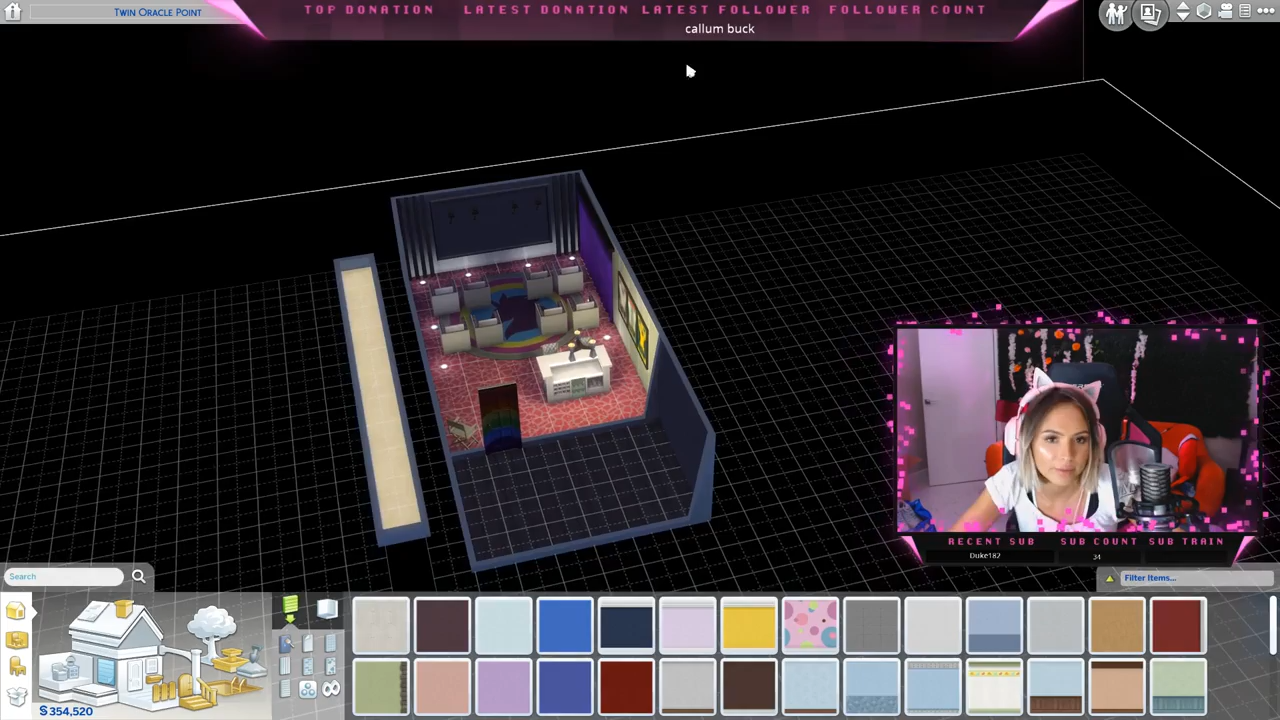 Twin Oracle Point
TOP DONATION
LATEST DONATION
LATEST FOLLOWER
FOLLOWER COUNT
callum buck
RECENT SUB
SUB COUNT
SUB TRAIN
Duke182
34
Search
Filter Items...
$354,520